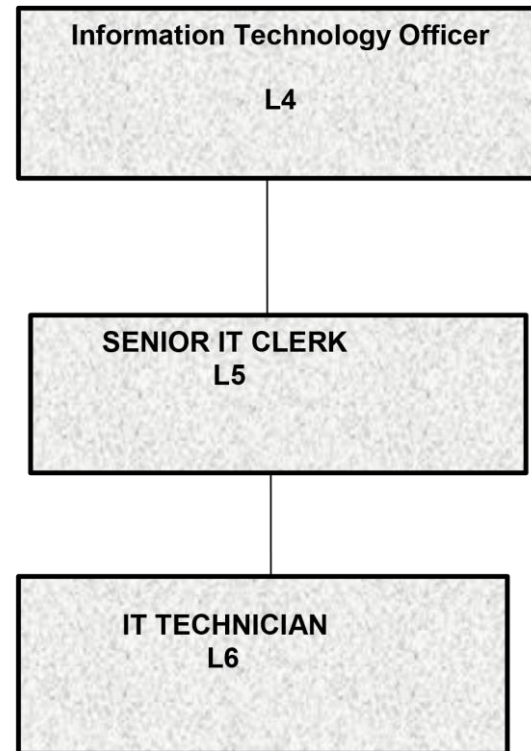 Information Technology Officer
L4
SENIOR IT CLERK
L5
IT TECHNICIAN
L6